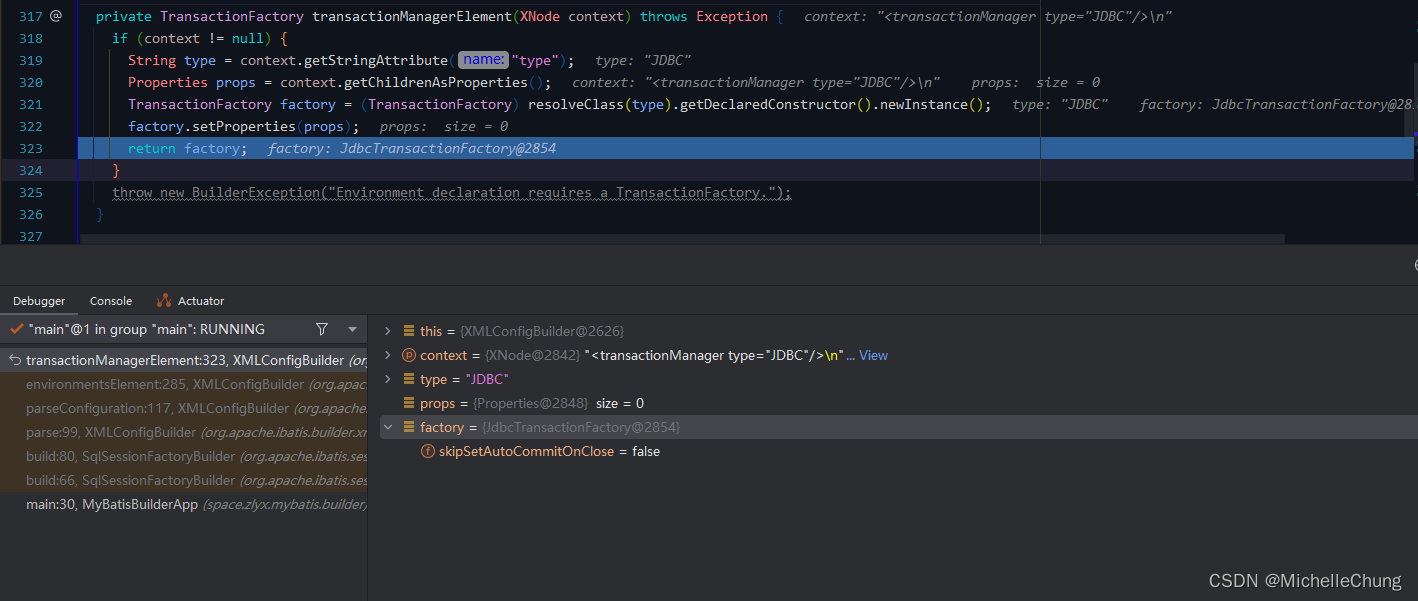 317 @ private TransactionFactory transactionManagerElement(XNode context) throws Exception { context: "<transactionManager type="JDBC"/>\n"
318 if (context != null) {
319 String type = context.getStringAttribute( name: "type"); type: "JDBC"
320 Properties props = context.getChildrenAsProperties(); context: "<transactionManager type="JDBC"/>\n" props: size = 0
321 TransactionFactory factory = (TransactionFactory) resolveClass(type).getDeclaredConstructor().newInstance(); type: "JDBC" factory: JdbcTransactionFactory@28
322 factory.setProperties(props); props: size = 0
323 return factory; factory: JdbcTransactionFactory@2854
324 }
325 throw new BuilderException("Environment declaration requires a TransactionFactory.");
326 }
327
Debugger Console Actuator
"main"@1 in group "main": RUNNING
transactionManagerElement:323, XMLConfigBuilder (org
environmentsElement:285, XMLConfigBuilder (org.apac
parseConfiguration:117, XMLConfigBuilder (org.apache
parse:99, XMLConfigBuilder (org.apache.ibatis.builder.xm
build:80, SqlSessionFactoryBuilder (org.apache.ibatis.ses
build:66, SqlSessionFactoryBuilder (org.apache.ibatis.ses
main:30, MyBatisBuilderApp (space.zlyx.mybatis.builder)
this = {XMLConfigBuilder@2626}
context = {XNode@2842} "<transactionManager type="JDBC"/>\n"... View
type = "JDBC"
props = {Properties@2848} size = 0
factory = {JdbcTransactionFactory@2854}
skipSetAutoCommitOnClose = false
CSDN @MichelleChung